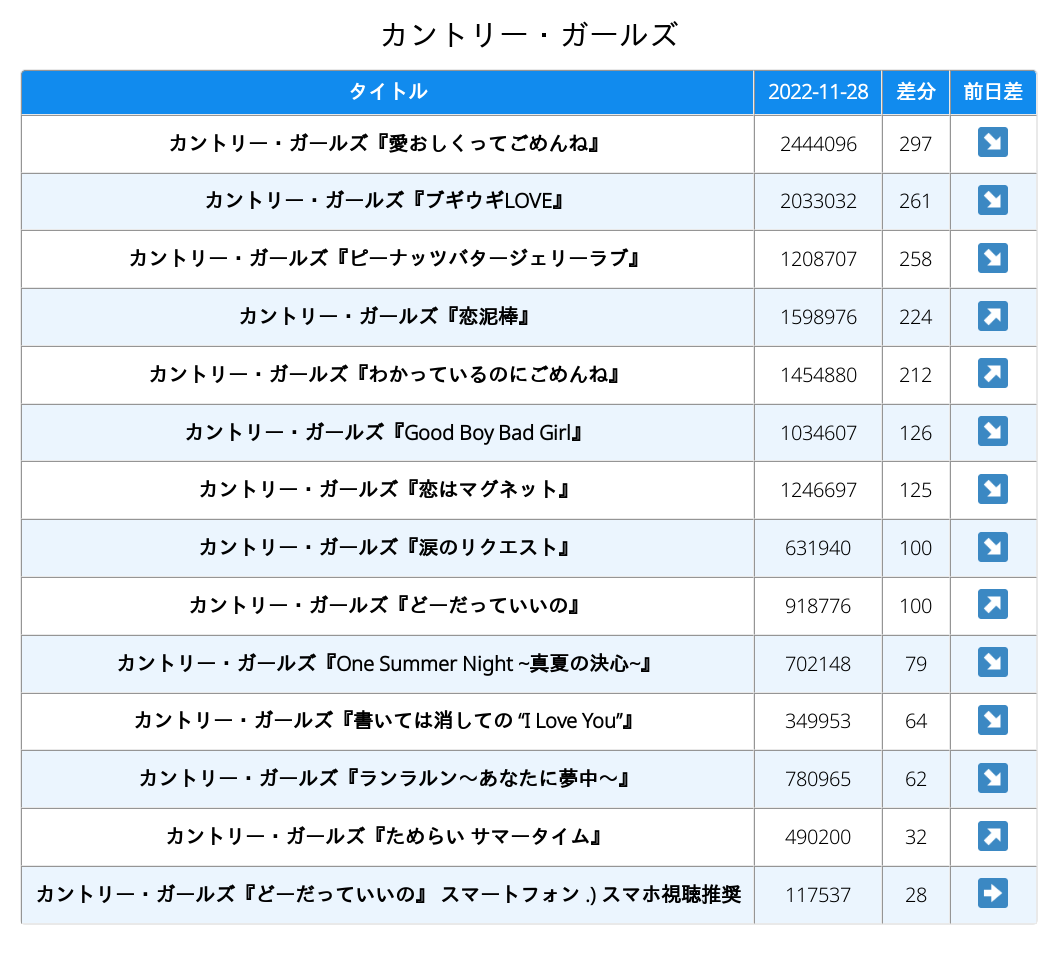 カントリー・ガールズ
タイトル 2022-11-28 差分 前日差
カントリー・ガールズ『愛おしくってごめんね』 2444096 297 ↘
カントリー・ガールズ『ブギウギLOVE』 2033032 261 ↘
カントリー・ガールズ『ピーナッツバタージェリーラブ』 1208707 258 ↘
カントリー・ガールズ『恋泥棒』 1598976 224 ↗
カントリー・ガールズ『わかっているのにごめんね』 1454880 212 ↗
カントリー・ガールズ『Good Boy Bad Girl』 1034607 126 ↘
カントリー・ガールズ『恋はマグネット』 1246697 125 ↘
カントリー・ガールズ『涙のリクエスト』 631940 100 ↘
カントリー・ガールズ『どーだっていいの』 918776 100 ↗
カントリー・ガールズ『One Summer Night ~真夏の決心~』 702148 79 ↘
カントリー・ガールズ『書いては消しての “I Love You”』 349953 64 ↘
カントリー・ガールズ『ランラルン～あなたに夢中～』 780965 62 ↘
カントリー・ガールズ『ためらい サマータイム』 490200 32 ↗
カントリー・ガールズ『どーだっていいの』 スマートフォン .) スマホ視聴推奨 117537 28 ➡